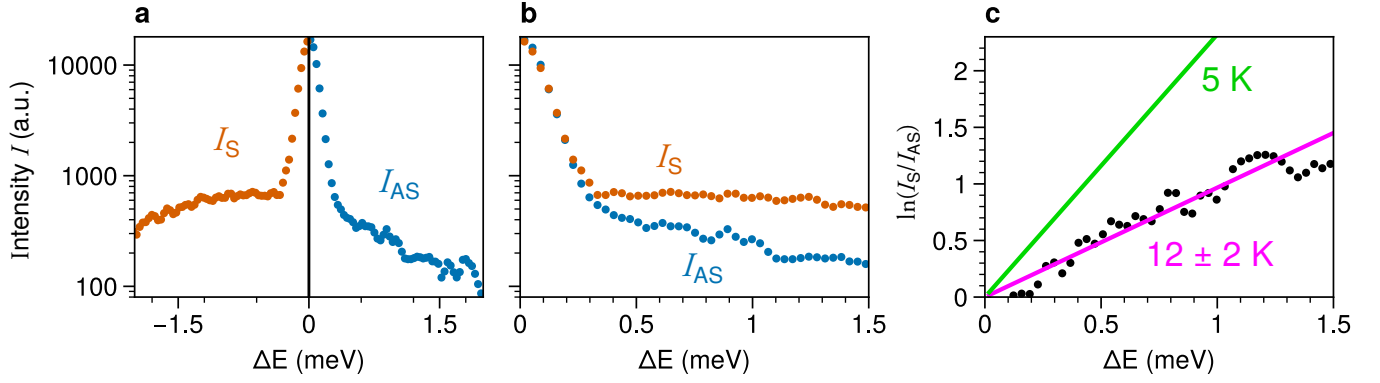 a
b
c
Intensity I (a.u.)
10000
1000
100
I_S
I_AS
−1.5
0
1.5
ΔE (meV)
I_S
I_AS
0
0.5
1
1.5
ΔE (meV)
ln(I_S/I_AS)
2
1.5
1
0.5
0
5 K
12 ± 2 K
0
0.5
1
1.5
ΔE (meV)